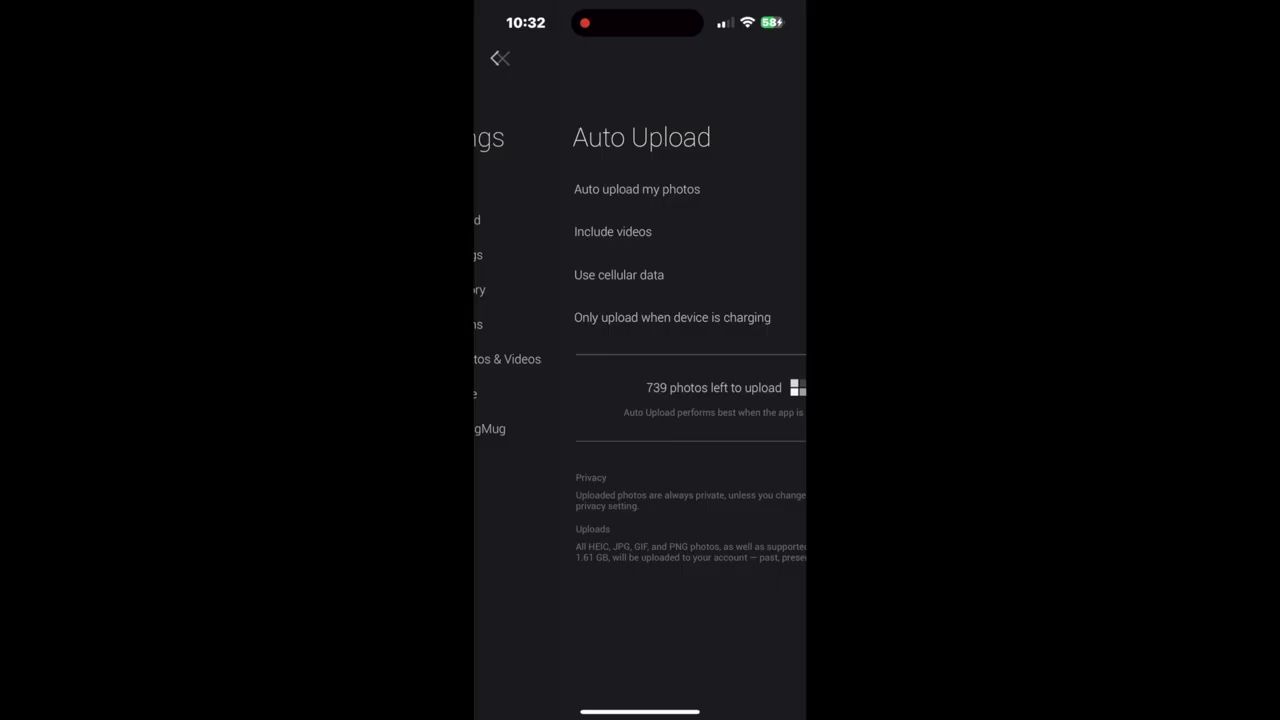 10:32
58
ngs
Auto Upload
Auto upload my photos
d
Include videos
gs
Use cellular data
ory
Only upload when device is charging
ns
tos & Videos
739 photos left to upload
e
Auto Upload performs best when the app is
gMug
Privacy
Uploaded photos are always private, unless you change
privacy setting.
Uploads
All HEIC, JPG, GIF, and PNG photos, as well as supported
1.61 GB, will be uploaded to your account — past, prese